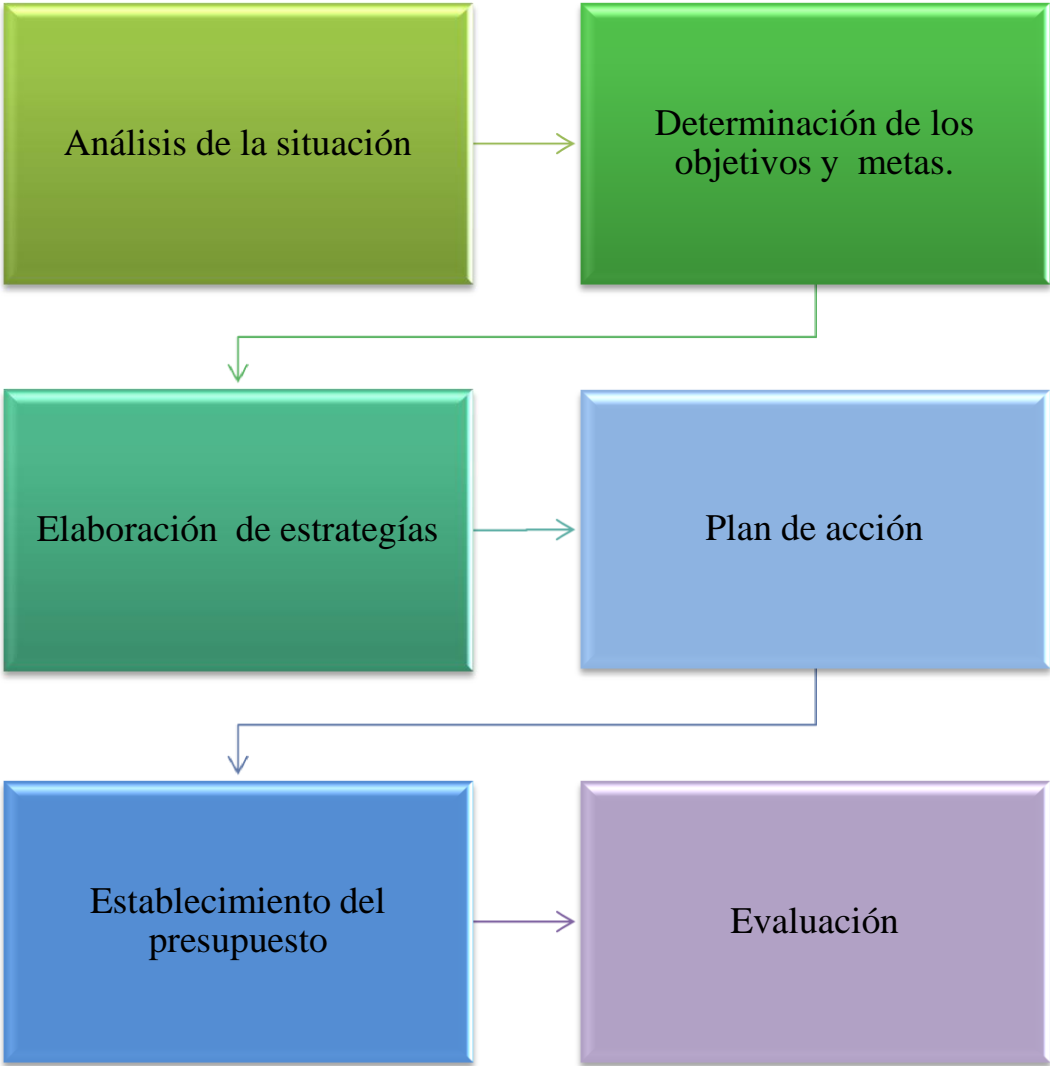 Análisis de la situación
Determinación de los
objetivos y  metas.
Elaboración  de estrategías
Plan de acción
Establecimiento del
presupuesto
Evaluación